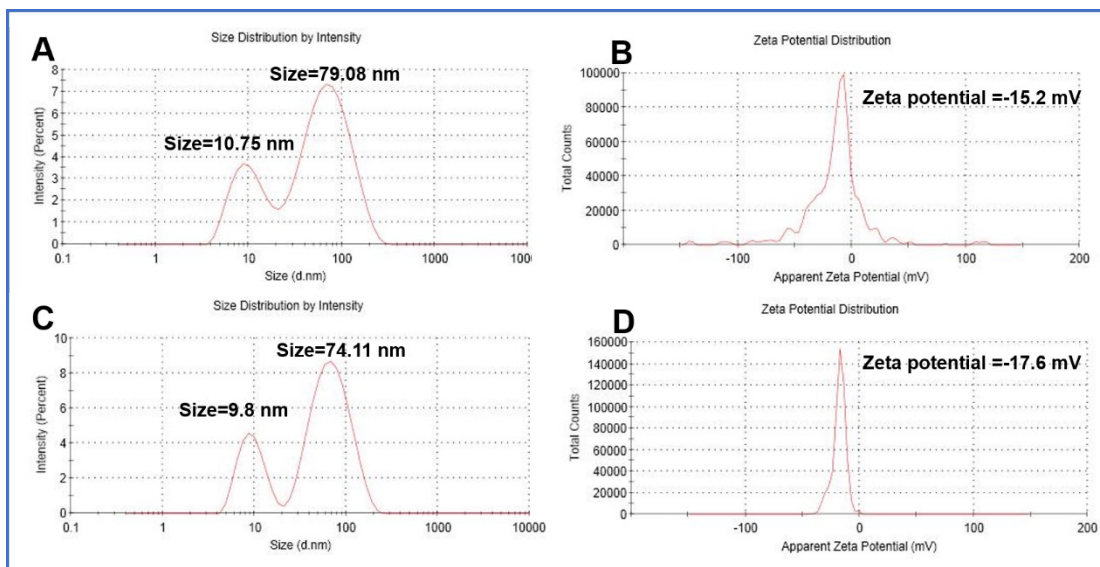 A
Size Distribution by Intensity
Size=79.08 nm
Size=10.75 nm
Intensity (Percent)
8
7
6
5
4
3
2
1
0
0.1 1 10 100 1000 1000
Size (d.nm)
B
Zeta Potential Distribution
Zeta potential =-15.2 mV
Total Counts
100000
80000
60000
40000
20000
0
-100 0 100 200
Apparent Zeta Potential (mV)
C
Size Distribution by Intensity
Size=74.11 nm
Size=9.8 nm
Intensity (Percent)
10
8
6
4
2
0
0.1 1 10 100 1000 10000
Size (d.nm)
D
Zeta Potential Distribution
Zeta potential =-17.6 mV
Total Counts
160000
140000
120000
100000
80000
60000
40000
20000
0
-100 0 100 200
Apparent Zeta Potential (mV)